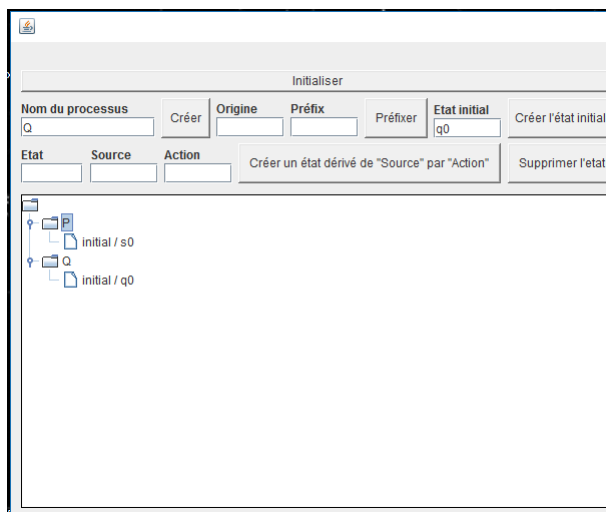 Initialiser
Nom du processus Créer Origine Préfix Préfixer Etat initial Créer l'état initial
Q q0
Etat Source Action Créer un état dérivé de "Source" par "Action" Supprimer l'etat
P
initial / s0
Q
initial / q0